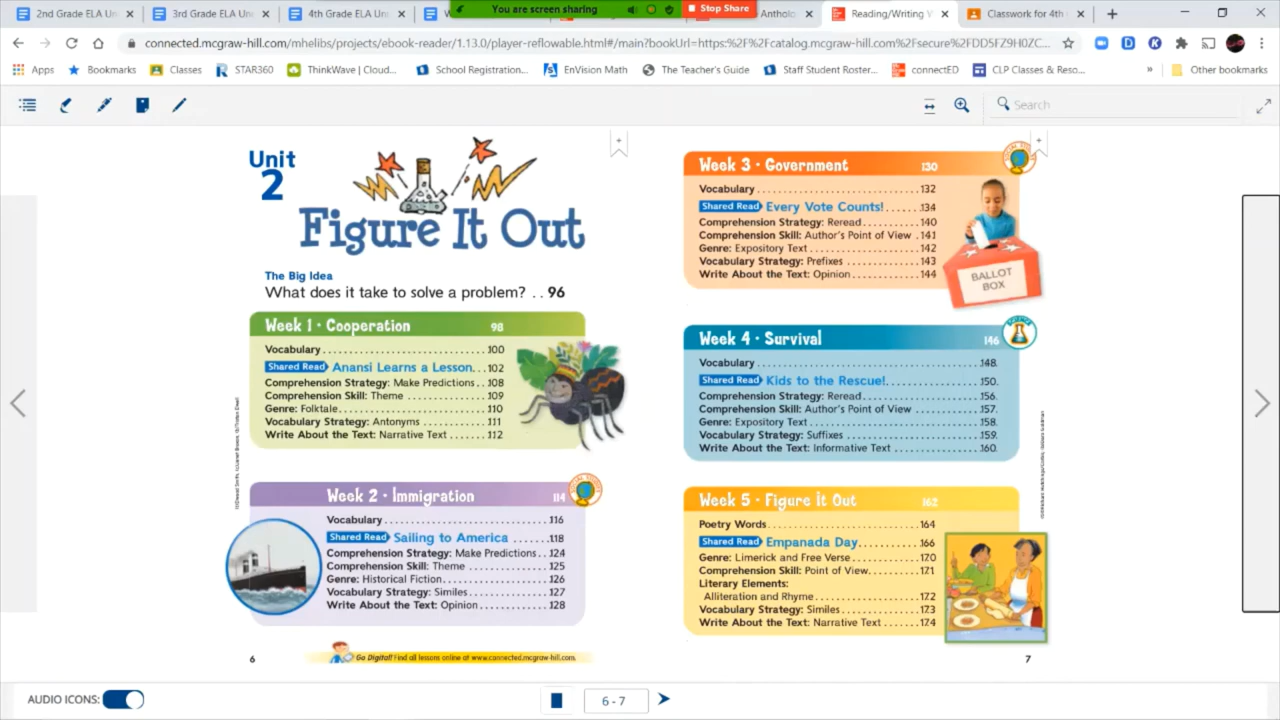 2nd Grade ELA Un
3rd Grade ELA Un
4th Grade ELA Un
You are screen sharing
Stop Share
Antholo
Reading/Writing
Classwork for 4th
connected.mcgraw-hill.com/mhelibs/projects/ebook-reader/1.13.0/player-reflowable.html#/main?bookUrl=https:%2F%2Fcatalog.mcgraw-hill.com%2Fsecure%2FDD5FZ9H0ZC...
Apps
Bookmarks
Classes
STAR360
ThinkWave | Cloud...
School Registration...
EnVision Math
The Teacher's Guide
Staff Student Roster...
connectED
CLP Classes & Reso...
»
Other bookmarks
Search
Unit
2
Figure It Out
The Big Idea
What does it take to solve a problem? . . 96
Week 1 · Cooperation 98
Vocabulary 100
Shared Read Anansi Learns a Lesson 102
Comprehension Strategy: Make Predictions 108
Comprehension Skill: Theme 109
Genre: Folktale 110
Vocabulary Strategy: Antonyms 111
Write About the Text: Narrative Text 112
Week 2 · Immigration 114
Vocabulary 116
Shared Read Sailing to America 118
Comprehension Strategy: Make Predictions 124
Comprehension Skill: Theme 125
Genre: Historical Fiction 126
Vocabulary Strategy: Similes 127
Write About the Text: Opinion 128
6
Go Digital! Find all lessons online at www.connected.mcgraw-hill.com.
Week 3 · Government 130
Vocabulary 132
Shared Read Every Vote Counts! 134
Comprehension Strategy: Reread 140
Comprehension Skill: Author's Point of View 141
Genre: Expository Text 142
Vocabulary Strategy: Prefixes 143
Write About the Text: Opinion 144
BALLOT
BOX
Week 4 · Survival 146
SCIENCE
Vocabulary 148
Shared Read Kids to the Rescue! 150
Comprehension Strategy: Reread 156
Comprehension Skill: Author's Point of View 157
Genre: Expository Text 158
Vocabulary Strategy: Suffixes 159
Write About the Text: Informative Text 160
Week 5 · Figure It Out 162
Poetry Words 164
Shared Read Empanada Day 166
Genre: Limerick and Free Verse 170
Comprehension Skill: Point of View 171
Literary Elements:
Alliteration and Rhyme 172
Vocabulary Strategy: Similes 173
Write About the Text: Narrative Text 174
7
AUDIO ICONS:
6 - 7